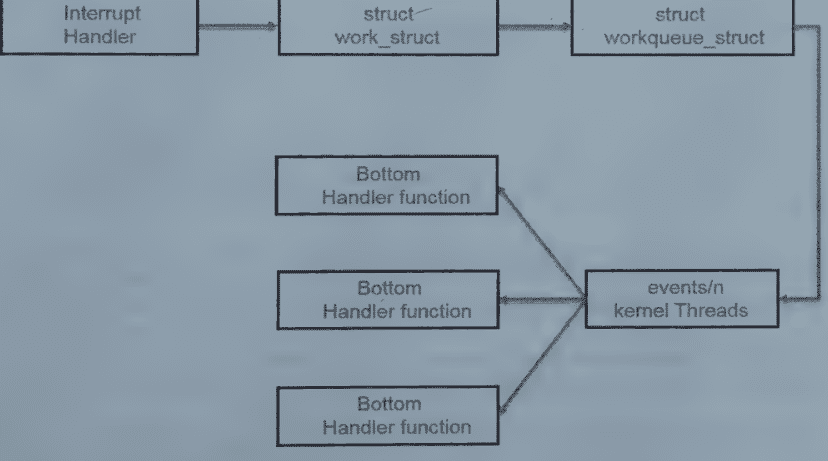 Interrupt
Handler
struct
work_struct
struct
workqueue_struct
Bottom
Handler function
Bottom
Handler function
events/n
kernel Threads
Bottom
Handler function